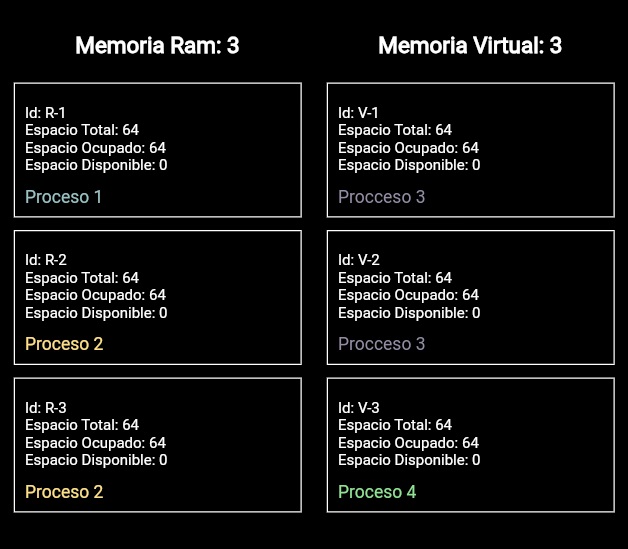 Memoria Ram: 3
Id: R-1
Espacio Total: 64
Espacio Ocupado: 64
Espacio Disponible: 0
Proceso 1
Id: R-2
Espacio Total: 64
Espacio Ocupado: 64
Espacio Disponible: 0
Proceso 2
Id: R-3
Espacio Total: 64
Espacio Ocupado: 64
Espacio Disponible: 0
Proceso 2
Memoria Virtual: 3
Id: V-1
Espacio Total: 64
Espacio Ocupado: 64
Espacio Disponible: 0
Procceso 3
Id: V-2
Espacio Total: 64
Espacio Ocupado: 64
Espacio Disponible: 0
Procceso 3
Id: V-3
Espacio Total: 64
Espacio Ocupado: 64
Espacio Disponible: 0
Proceso 4